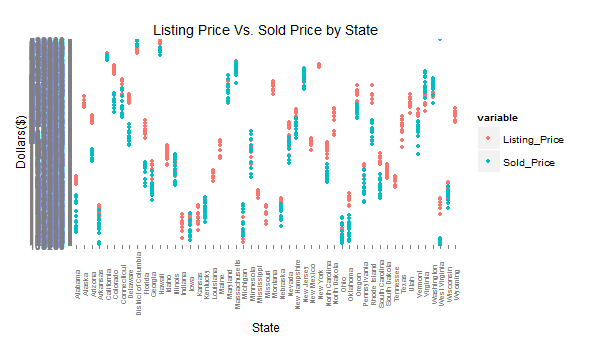 Listing Price Vs. Sold Price by State
Dollars($)
variable
Listing_Price
Sold_Price
Alabama
Alaska
Arizona
Arkansas
California
Colorado
Connecticut
Delaware
District of Columbia
Florida
Georgia
Hawaii
Idaho
Illinois
Indiana
Iowa
Kansas
Kentucky
Louisiana
Maine
Maryland
Massachusetts
Michigan
Minnesota
Mississippi
Missouri
Montana
Nebraska
Nevada
New Hampshire
New Jersey
New Mexico
New York
North Carolina
North Dakota
Ohio
Oklahoma
Oregon
Pennsylvania
Rhode Island
South Carolina
South Dakota
Tennessee
Texas
Utah
Vermont
Virginia
Washington
West Virginia
Wisconsin
Wyoming
State